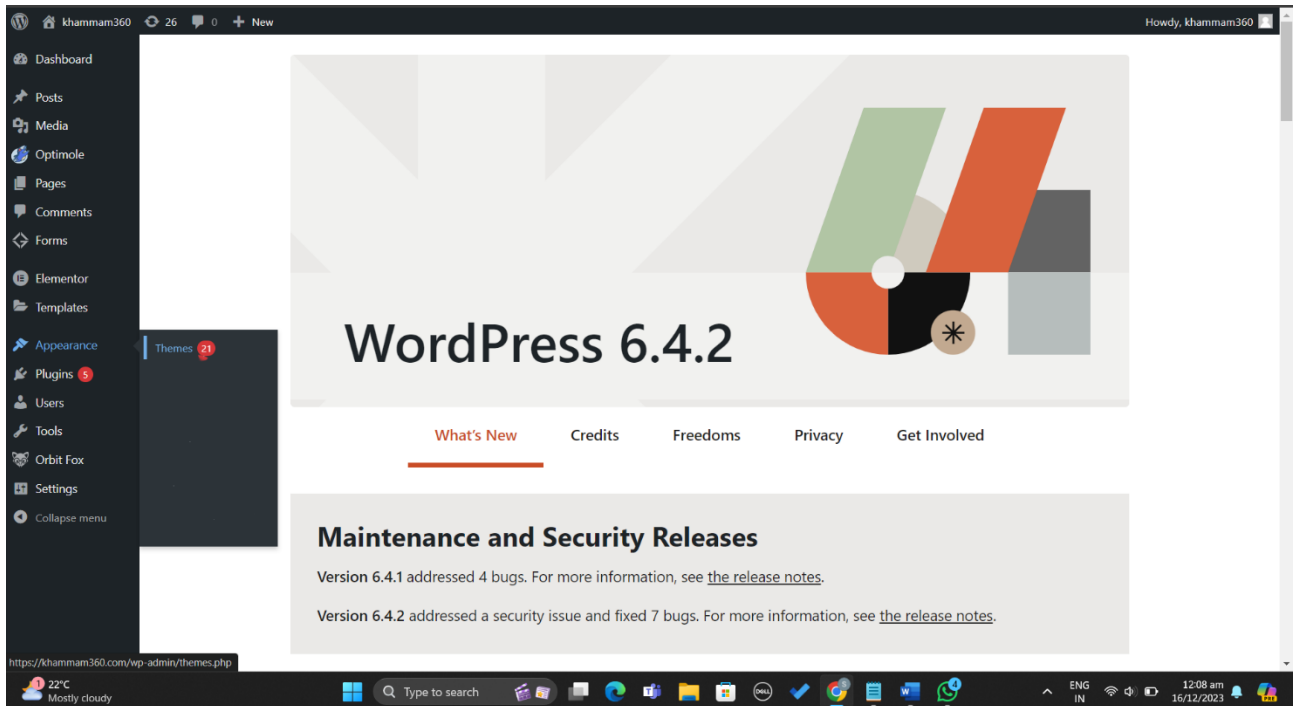 khammam360 26 0 New
Howdy, khammam360
Dashboard
Posts
Media
Optimole
Pages
Comments
Forms
Elementor
Templates
Appearance
Themes 21
Plugins 5
Users
Tools
Orbit Fox
Settings
Collapse menu
WordPress 6.4.2
What's New Credits Freedoms Privacy Get Involved
Maintenance and Security Releases
Version 6.4.1 addressed 4 bugs. For more information, see the release notes.
Version 6.4.2 addressed a security issue and fixed 7 bugs. For more information, see the release notes.
https://khammam360.com/wp-admin/themes.php
1
22°C
Mostly cloudy
Type to search
DELL
S
W
4
ENG
IN
12:08 am
16/12/2023
PRE